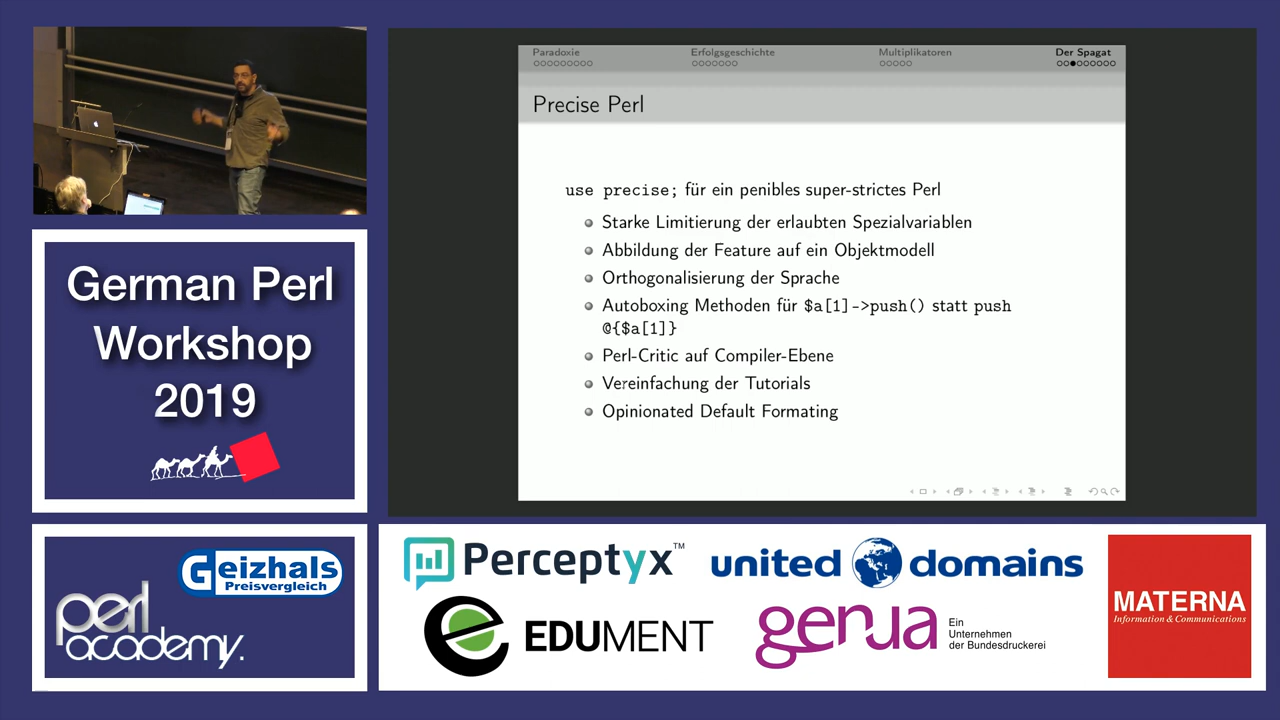 Paradoxie
Erfolgsgeschichte
Multiplikatoren
Der Spagat
Precise Perl
use precise; für ein penibles super-strictes Perl
Starke Limitierung der erlaubten Spezialvariablen
Abbildung der Feature auf ein Objektmodell
Orthogonalisierung der Sprache
Autoboxing Methoden für $a[1]->push() statt push
@{$a[1]}
Perl-Critic auf Compiler-Ebene
Vereinfachung der Tutorials
Opinionated Default Formating
German Perl
Workshop
2019
Geizhals
Preisvergleich
perl
academy.
Perceptyx™
united domains
EDUMENT
genua
Ein
Unternehmen
der Bundesdruckerei
MATERNA
Information & Communications